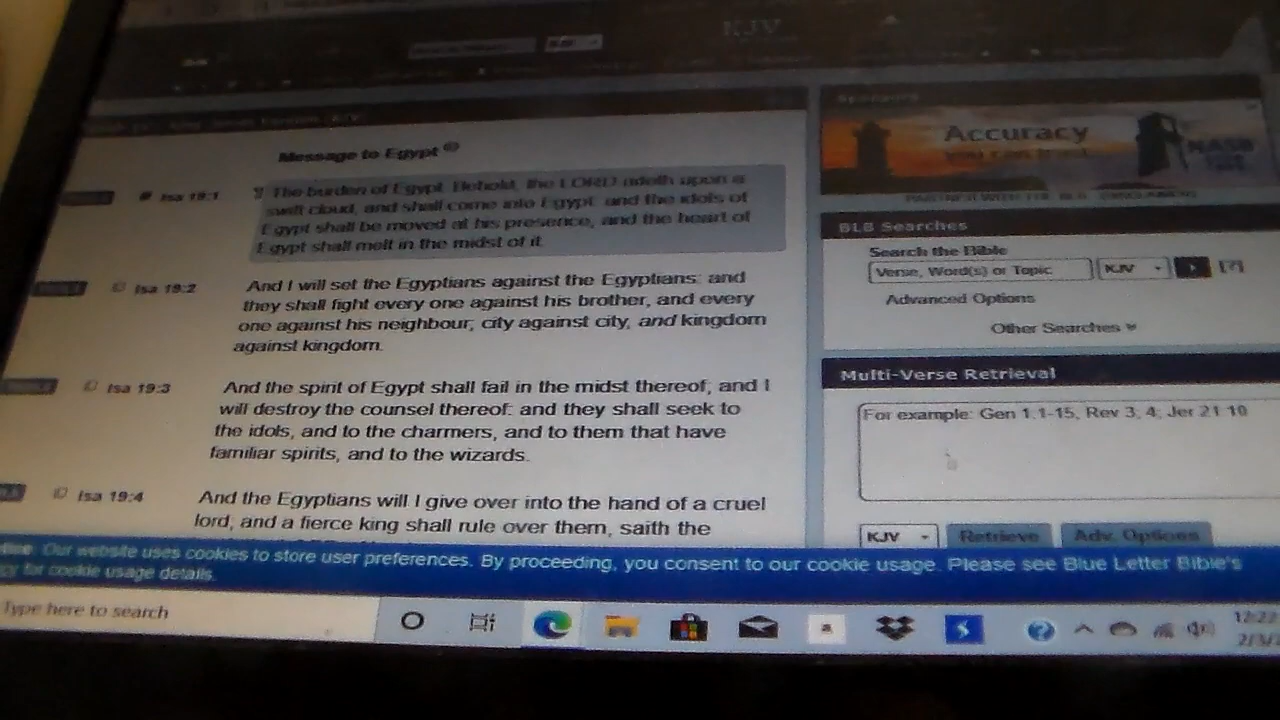 KJV
Message to Egypt
Isa 19:1
The burden of Egypt. Behold, the LORD rideth upon a
swift cloud, and shall come into Egypt: and the idols of
Egypt shall be moved at his presence, and the heart of
Egypt shall melt in the midst of it.
Isa 19:2
And I will set the Egyptians against the Egyptians: and
they shall fight every one against his brother, and every
one against his neighbour; city against city, and kingdom
against kingdom.
Isa 19:3
And the spirit of Egypt shall fail in the midst thereof; and I
will destroy the counsel thereof: and they shall seek to
the idols, and to the charmers, and to them that have
familiar spirits, and to the wizards.
Isa 19:4
And the Egyptians will I give over into the hand of a cruel
lord; and a fierce king shall rule over them, saith the
Sponsors
Accuracy
you can trust
NASB
BLB Searches
Search the Bible
Verse, Word(s) or Topic
KJV
[?]
Advanced Options
Other Searches
Multi-Verse Retrieval
For example: Gen 1:1-15, Rev 3; 4; Jer 21:10
KJV
Retrieve
Adv. Options
Our website uses cookies to store user preferences. By proceeding, you consent to our cookie usage. Please see Blue Letter Bible's
for cookie usage details.
Type here to search
a
S
?
12:22
2/3/